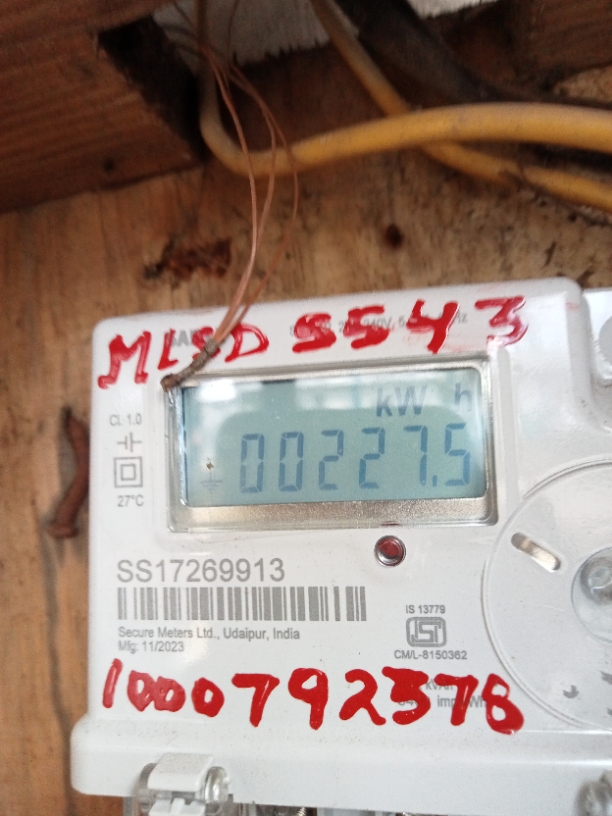 MLSD 5543
kW h
00227.5
Cl. 1.0
27°C
SS17269913
Secure Meters Ltd., Udaipur, India
Mfg: 11/2023
IS 13779
ISI
CM/L-8150362
1000792378